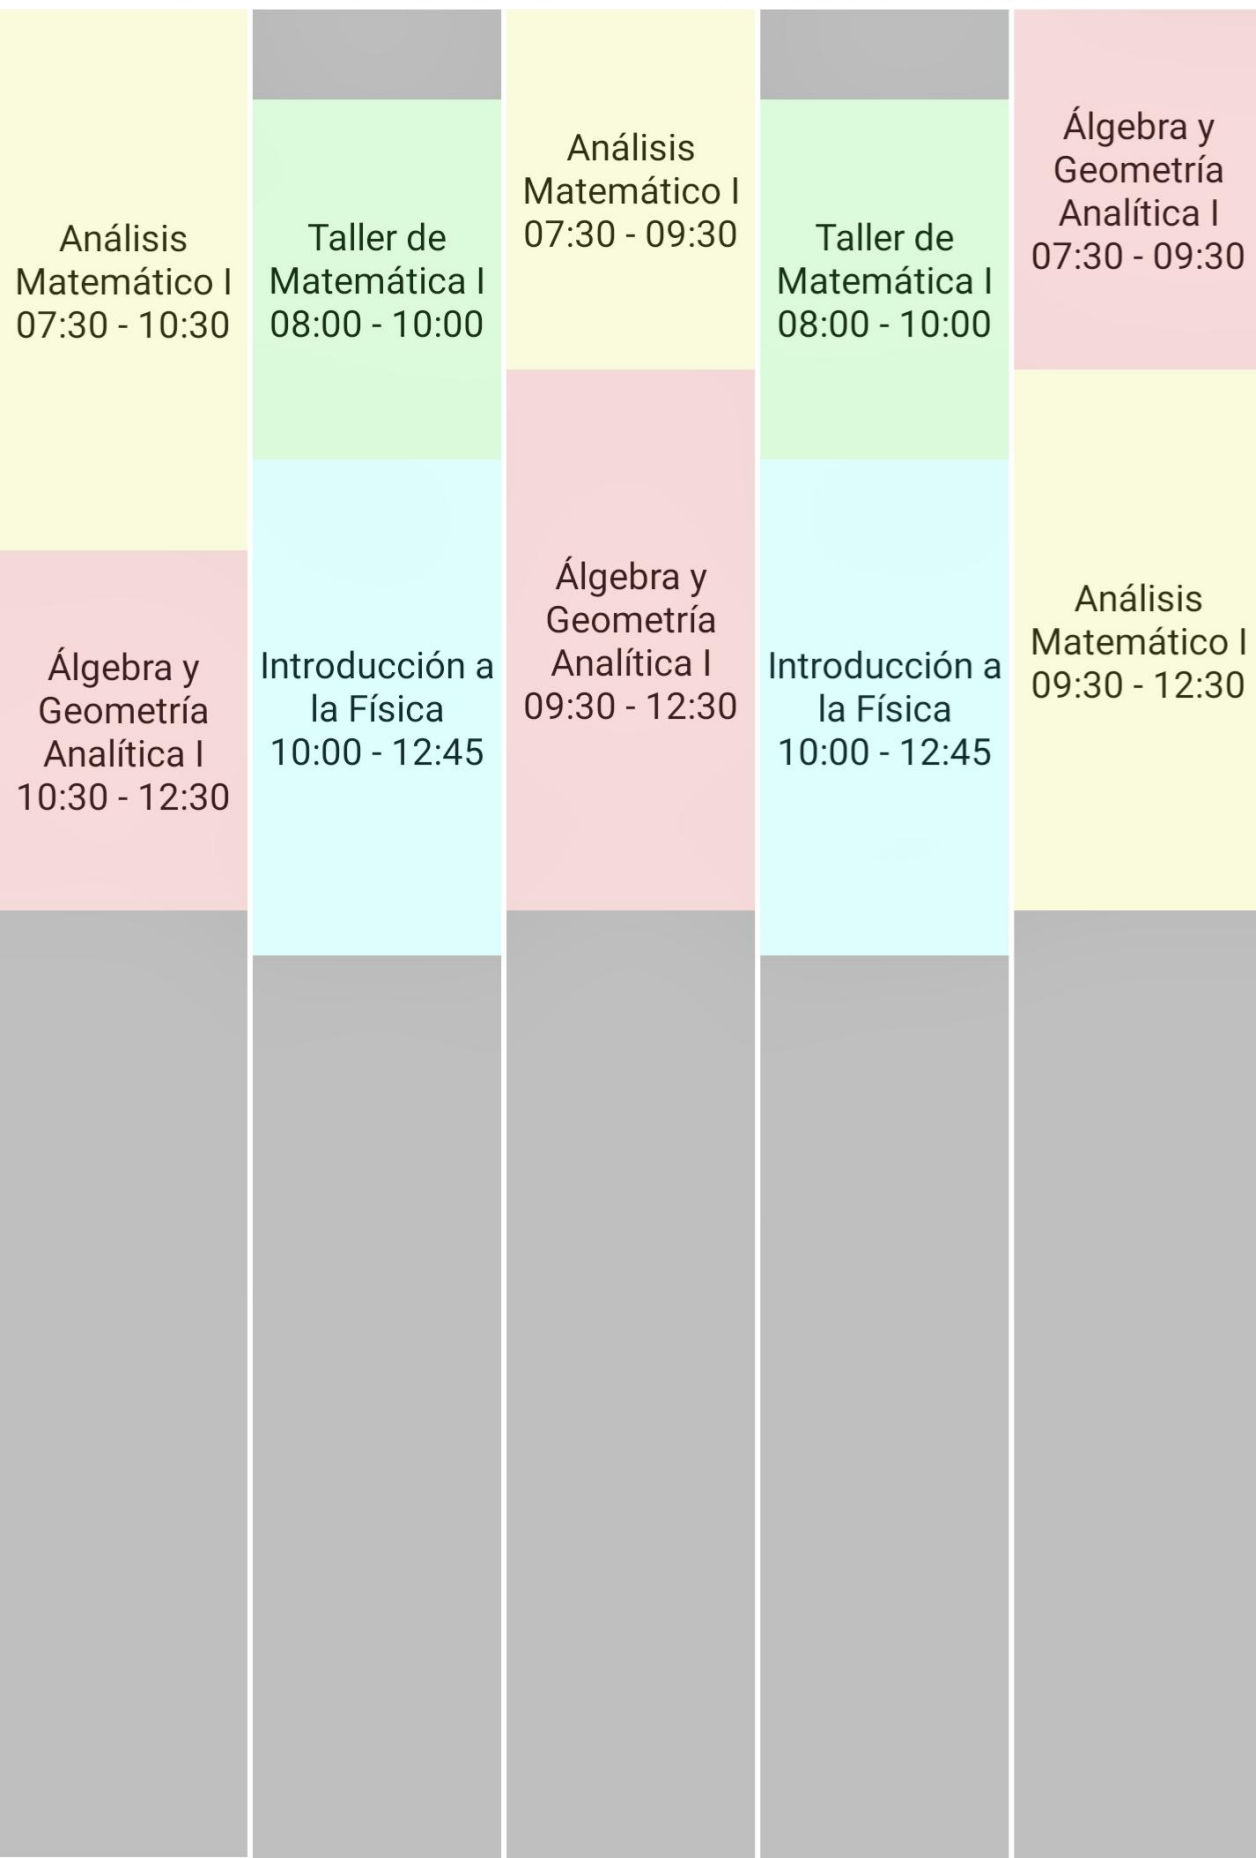 Análisis
Matemático I
07:30 - 10:30
Álgebra y
Geometría
Analítica I
10:30 - 12:30
Taller de
Matemática I
08:00 - 10:00
Introducción a
la Física
10:00 - 12:45
Análisis
Matemático I
07:30 - 09:30
Álgebra y
Geometría
Analítica I
09:30 - 12:30
Taller de
Matemática I
08:00 - 10:00
Introducción a
la Física
10:00 - 12:45
Álgebra y
Geometría
Analítica I
07:30 - 09:30
Análisis
Matemático I
09:30 - 12:30